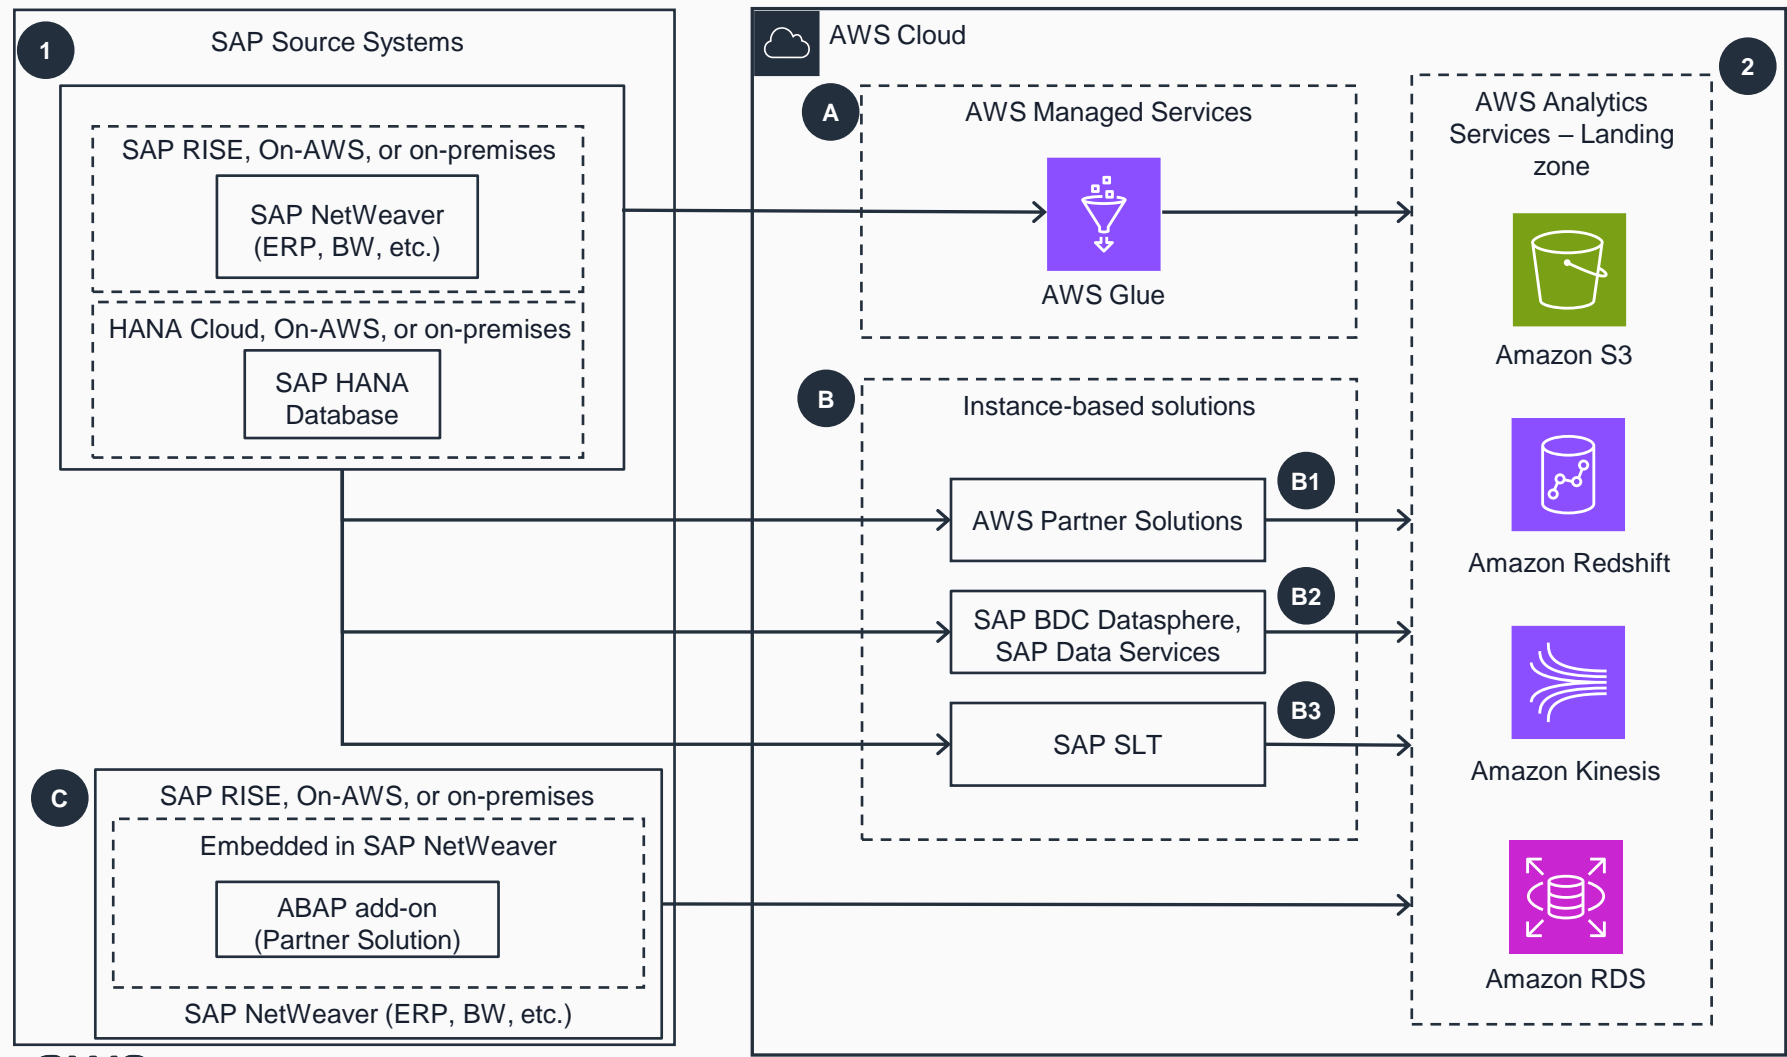 1
SAP Source Systems
SAP RISE, On-AWS, or on-premises
SAP NetWeaver
(ERP, BW, etc.)
HANA Cloud, On-AWS, or on-premises
SAP HANA
Database
C
SAP RISE, On-AWS, or on-premises
Embedded in SAP NetWeaver
ABAP add-on
(Partner Solution)
SAP NetWeaver (ERP, BW, etc.)
AWS Cloud
A
AWS Managed Services
AWS Glue
B
Instance-based solutions
B1
AWS Partner Solutions
B2
SAP BDC Datasphere,
SAP Data Services
B3
SAP SLT
2
AWS Analytics
Services – Landing
zone
Amazon S3
Amazon Redshift
Amazon Kinesis
Amazon RDS